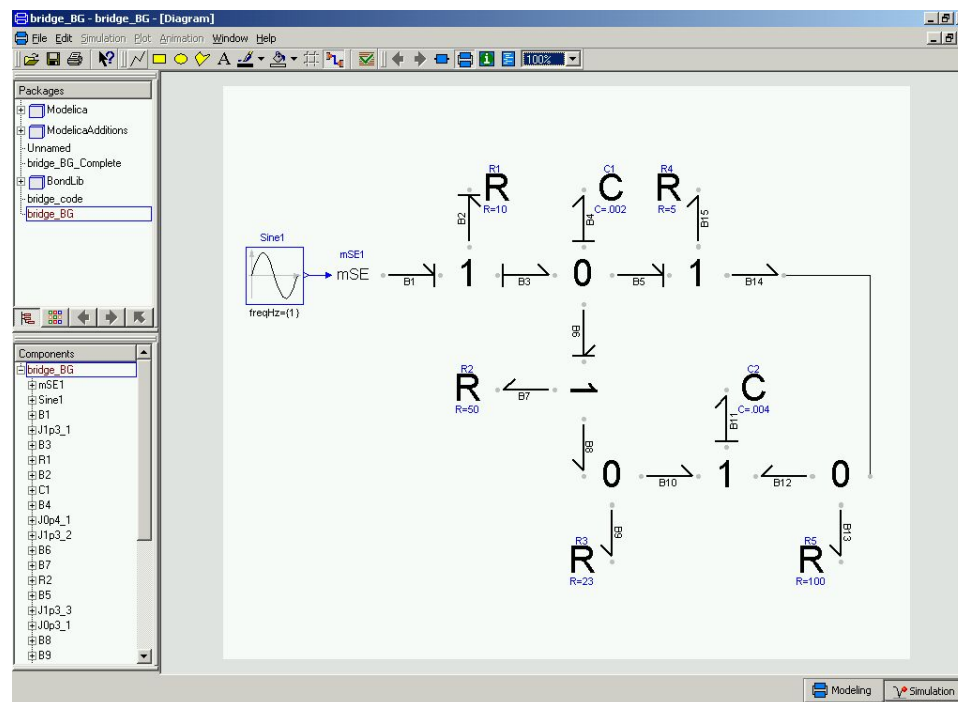 bridge_BG - bridge_BG - [Diagram]
File Edit Simulation Plot Animation Window Help
A 100%
Packages
Modelica
ModelicaAdditions
Unnamed
bridge_BG_Complete
BondLib
bridge_code
bridge_BG
Components
bridge_BG
mSE1
Sine1
B1
J1p3_1
B3
R1
B2
C1
B4
J0p4_1
J1p3_2
B6
B7
R2
B5
J1p3_3
J0p3_1
B8
B9
R1
R
R=10
C1
C
C=.002
R4
R
R=5
B2
B4
B15
Sine1
freqHz={1}
mSE1
mSE
B1
1
B3
0
B5
1
B14
B6
R2
R
R=50
B7
1
C2
C
C=.004
B11
B8
0
B10
1
B12
0
B9
B13
R3
R
R=23
R5
R
R=100
Modeling
Simulation